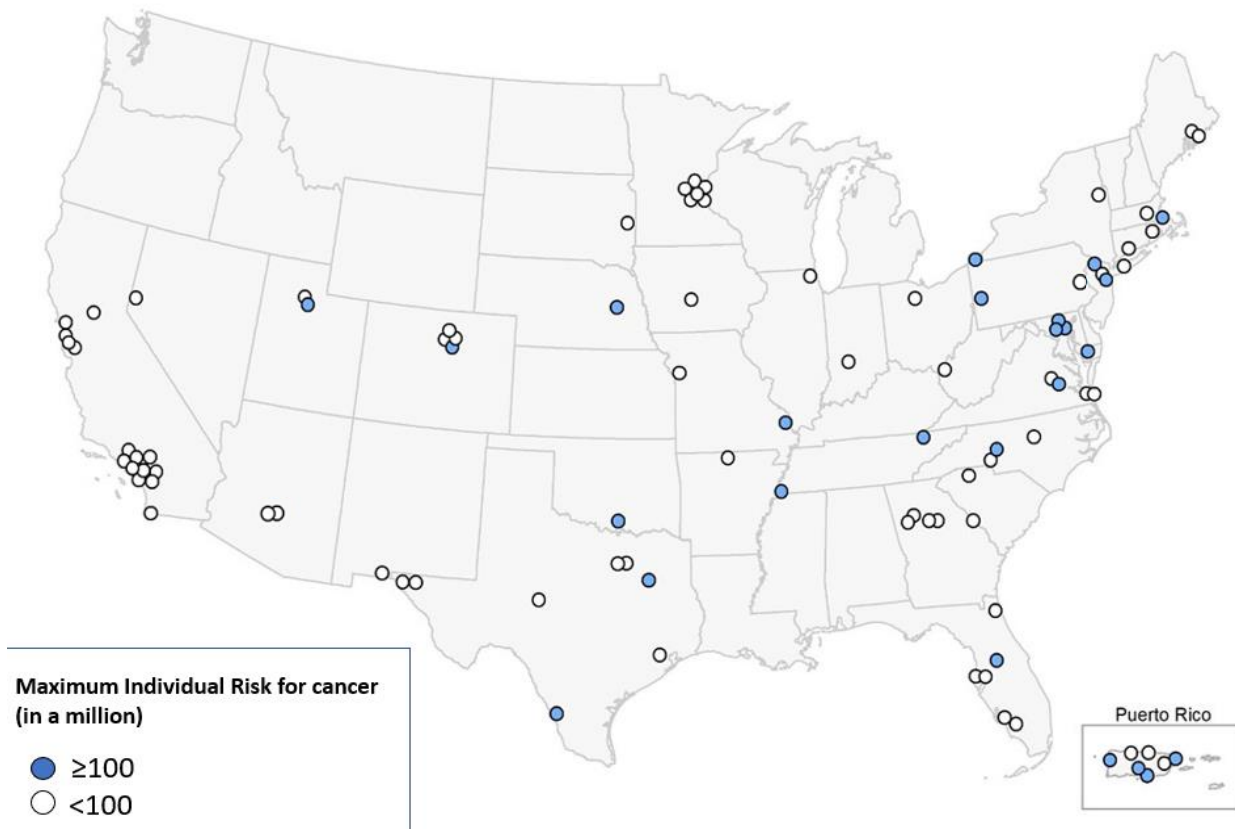 Puerto Rico
Maximum Individual Risk for cancer
(in a million)
≥100
<100